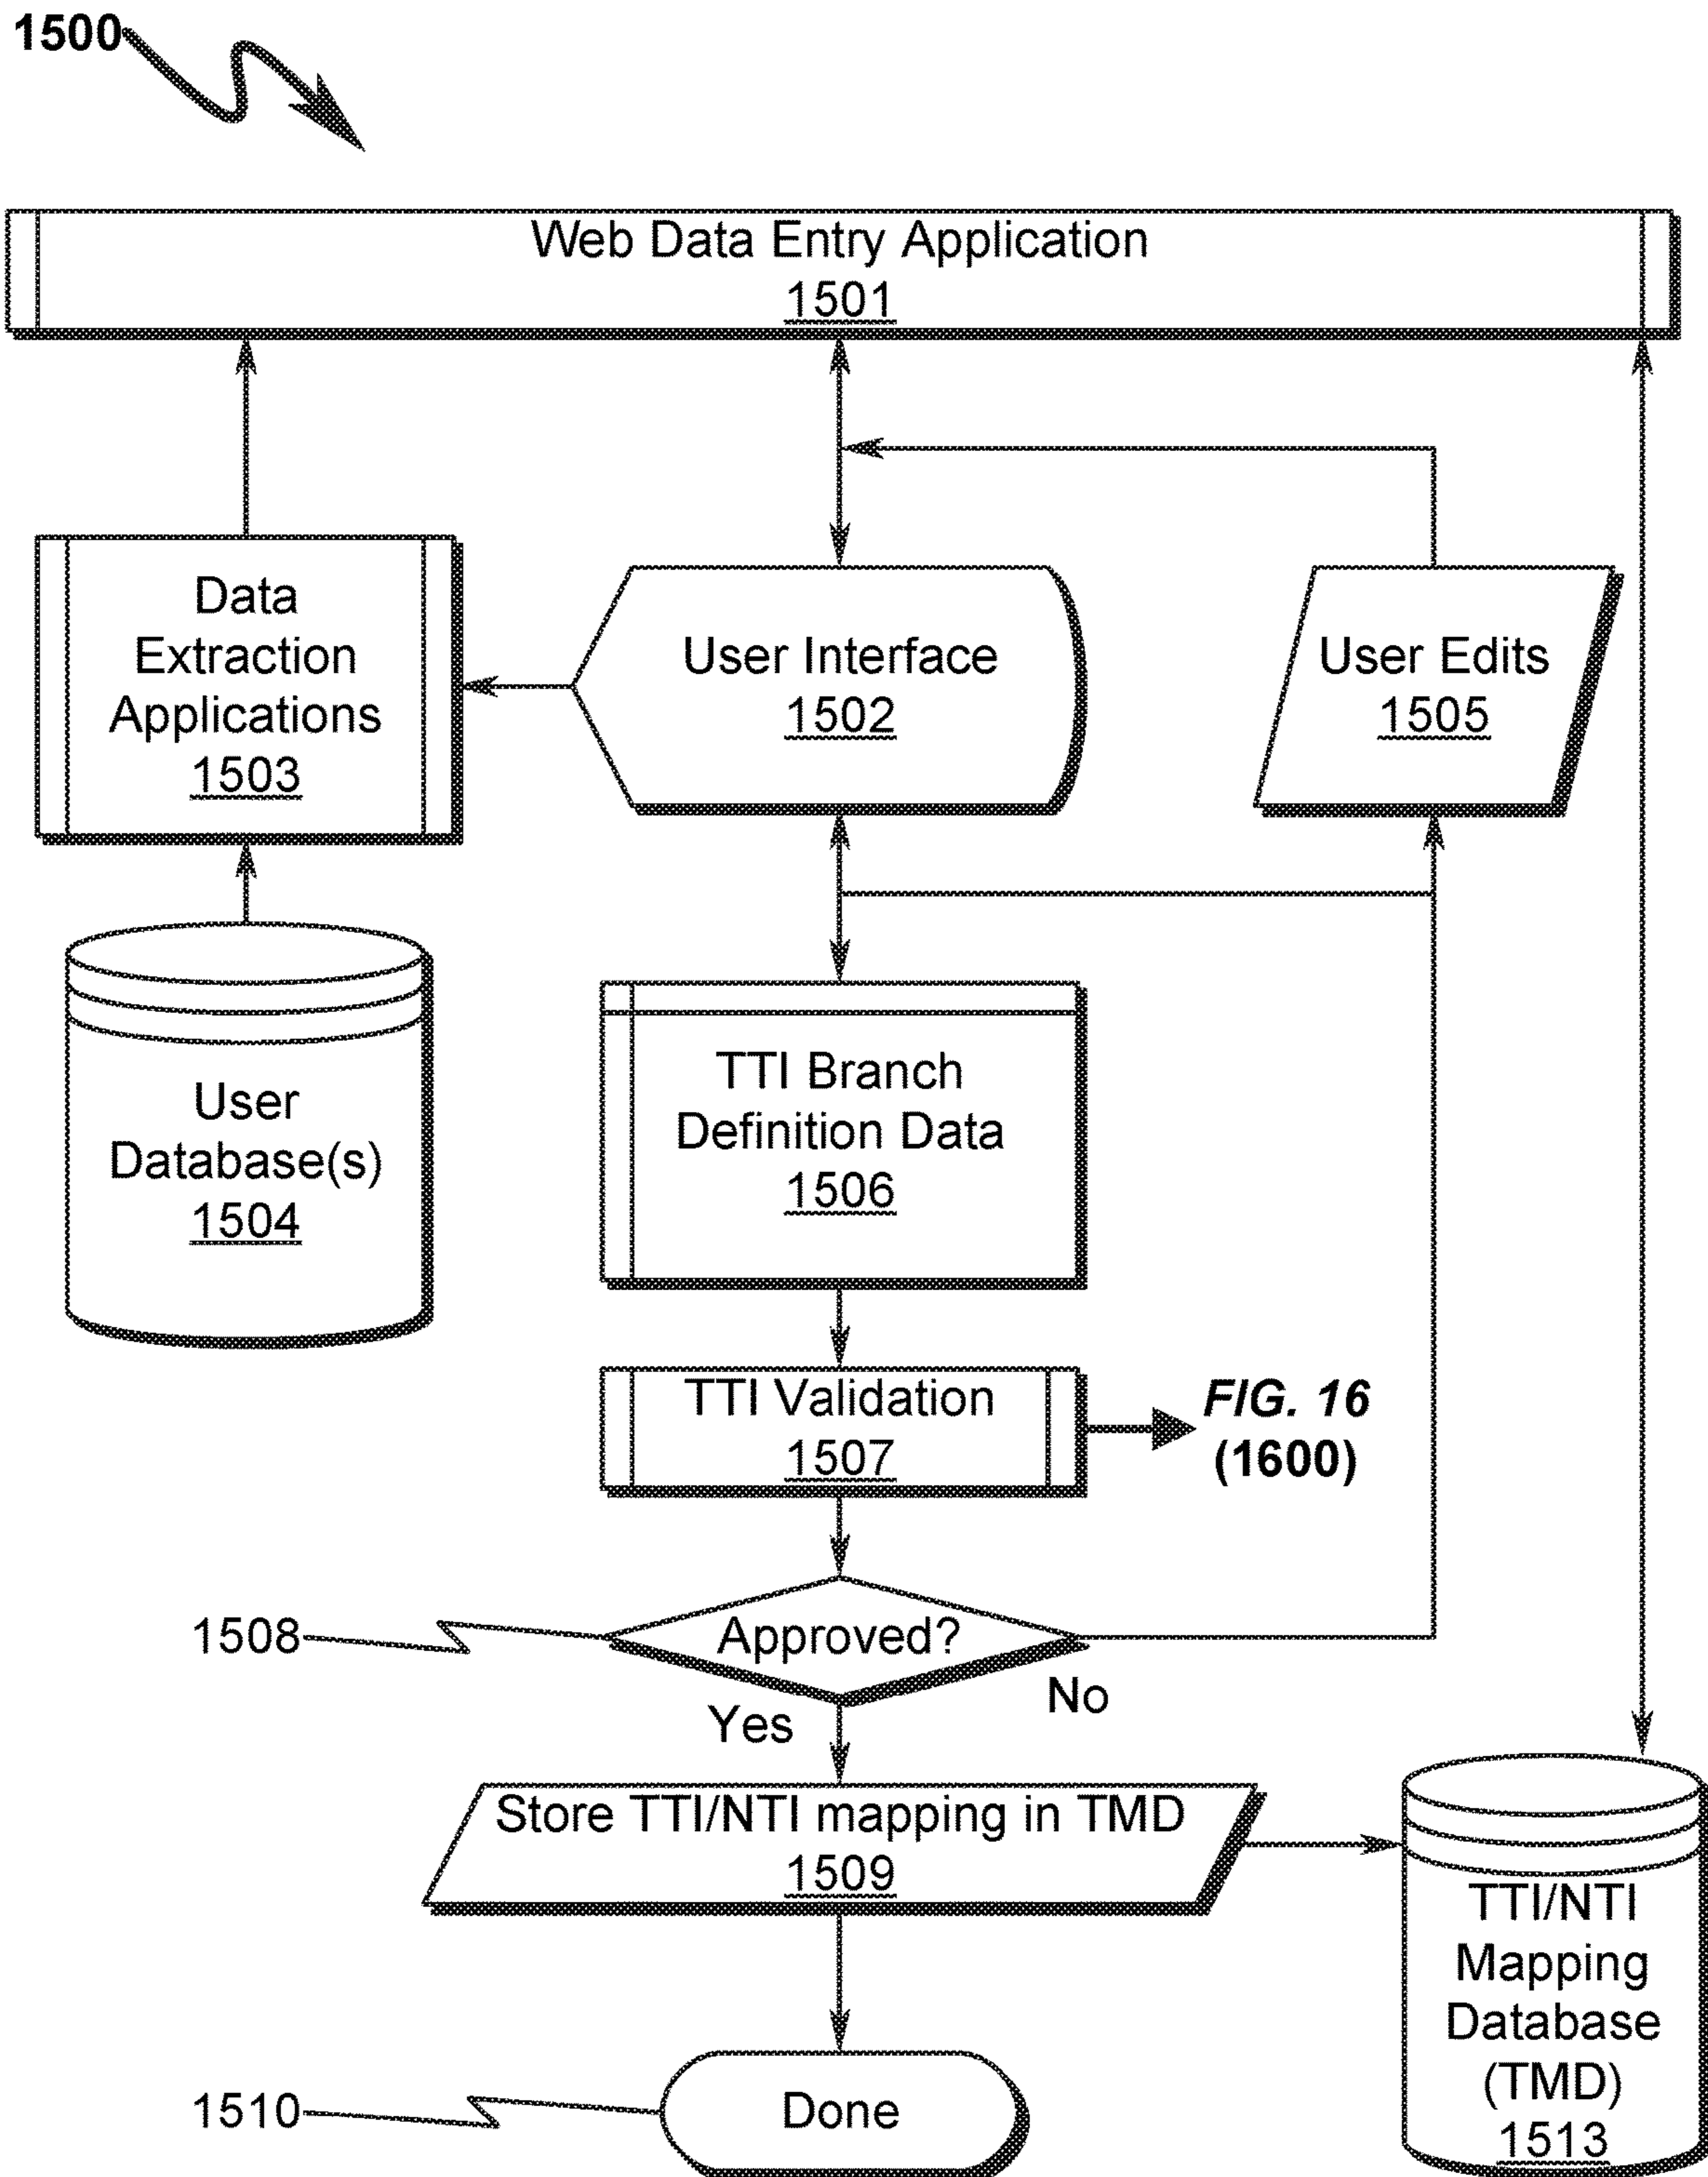 1500
Web Data Entry Application
1501
Data
Extraction
Applications
1503
User Interface
1502
User Edits
1505
User
Database(s)
1504
TTI Branch
Definition Data
1506
TTI Validation
1507
FIG. 16
(1600)
1508
Approved?
Yes
No
Store TTI/NTI mapping in TMD
1509
TTI/NTI
Mapping
Database
(TMD)
1513
1510
Done